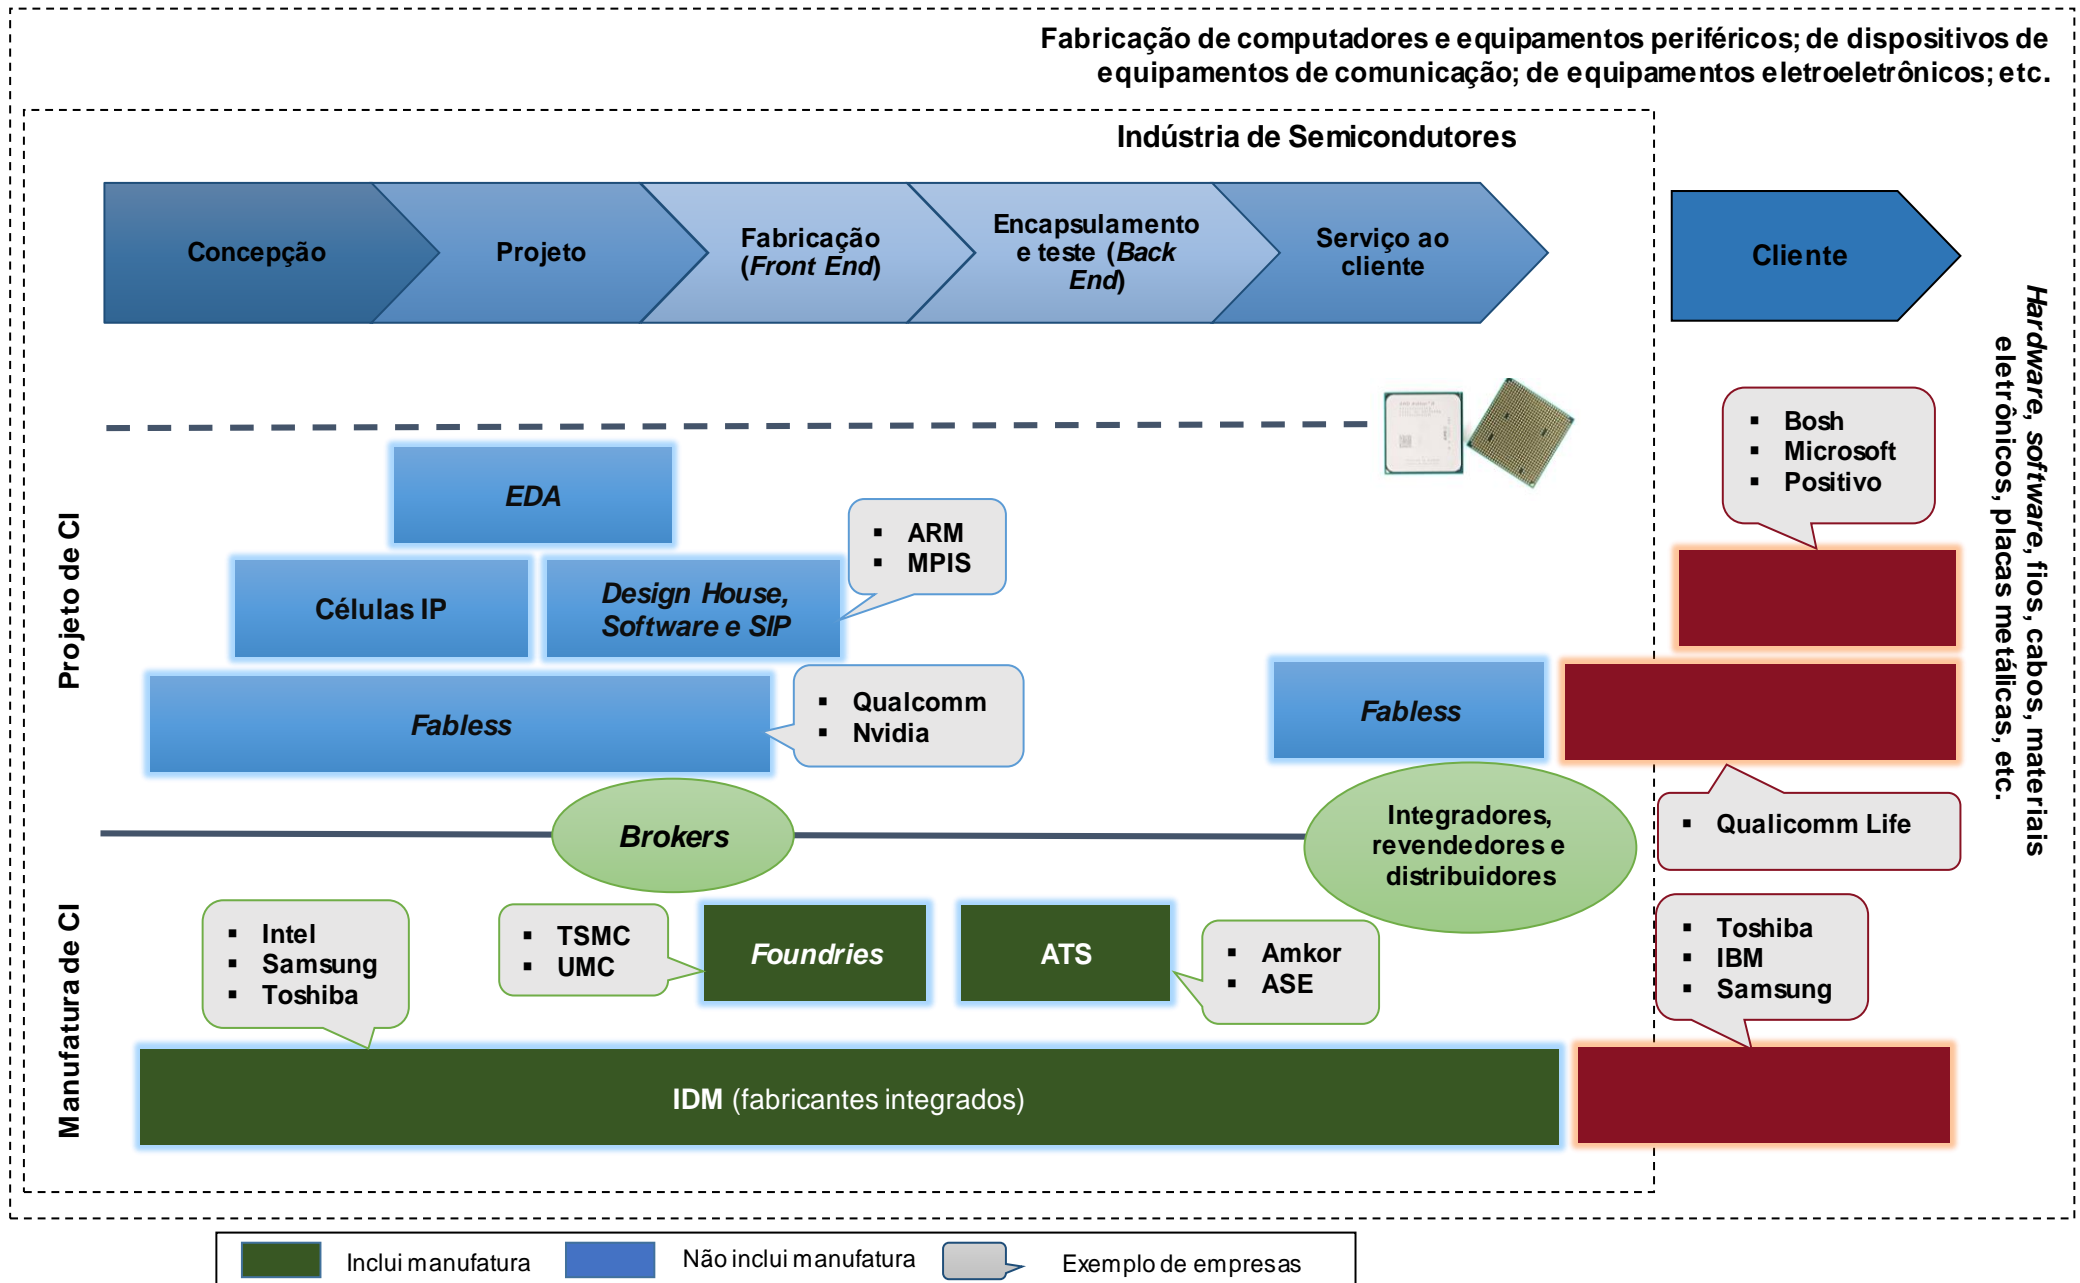 Fabricação de computadores e equipamentos periféricos; de dispositivos de
equipamentos de comunicação; de equipamentos eletroeletrônicos; etc.
Indústria de Semicondutores
Concepção
Projeto
Fabricação
(Front End)
Encapsulamento
e teste (Back
End)
Serviço ao
cliente
Cliente
Hardware, software, fios, cabos, materiais
eletrônicos, placas metálicas, etc.
Projeto de CI
EDA
▪ ARM
▪ MPIS
▪ Bosh
▪ Microsoft
▪ Positivo
Células IP
Design House,
Software e SIP
Fabless
▪ Qualcomm
▪ Nvidia
Fabless
▪ Qualicomm Life
Brokers
Integradores,
revendedores e
distribuidores
Manufatura de CI
▪ Intel
▪ Samsung
▪ Toshiba
▪ TSMC
▪ UMC
Foundries
ATS
▪ Amkor
▪ ASE
▪ Toshiba
▪ IBM
▪ Samsung
IDM (fabricantes integrados)
Inclui manufatura
Não inclui manufatura
Exemplo de empresas